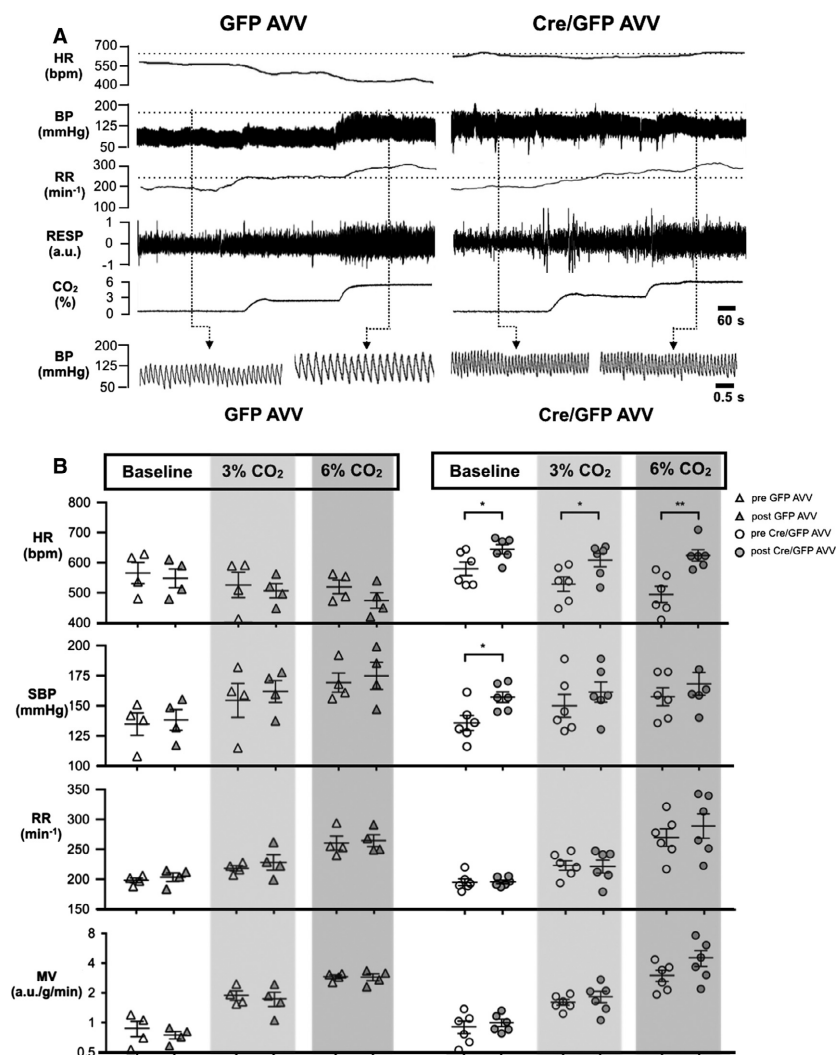 GFP AVV Cre/GFP AVV
A
HR
(bpm)
700
550
400
BP
(mmHg)
200
125
50
RR
(min⁻¹)
300
200
100
RESP
(a.u.)
1
0
-1
CO₂
(%)
6
3
0
60 s
BP
(mmHg)
200
125
50
0.5 s
GFP AVV Cre/GFP AVV
B
Baseline 3% CO₂ 6% CO₂ Baseline 3% CO₂ 6% CO₂
HR
(bpm)
800
700
600
500
400
* * **
pre GFP AVV
post GFP AVV
pre Cre/GFP AVV
post Cre/GFP AVV
SBP
(mmHg)
200
175
150
125
100
*
RR
(min⁻¹)
350
300
250
200
150
MV
(a.u./g/min)
8
4
2
1
0.5